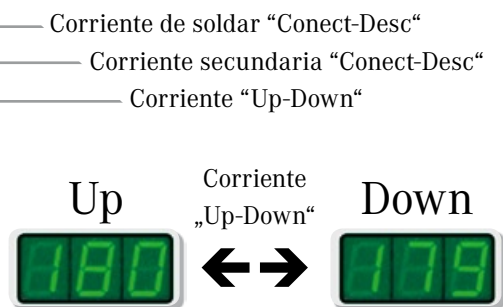 Corriente de soldar “Conect-Desc“
Corriente secundaria “Conect-Desc“
Corriente “Up-Down“
Up
Corriente
„Up-Down“
Down
180
179